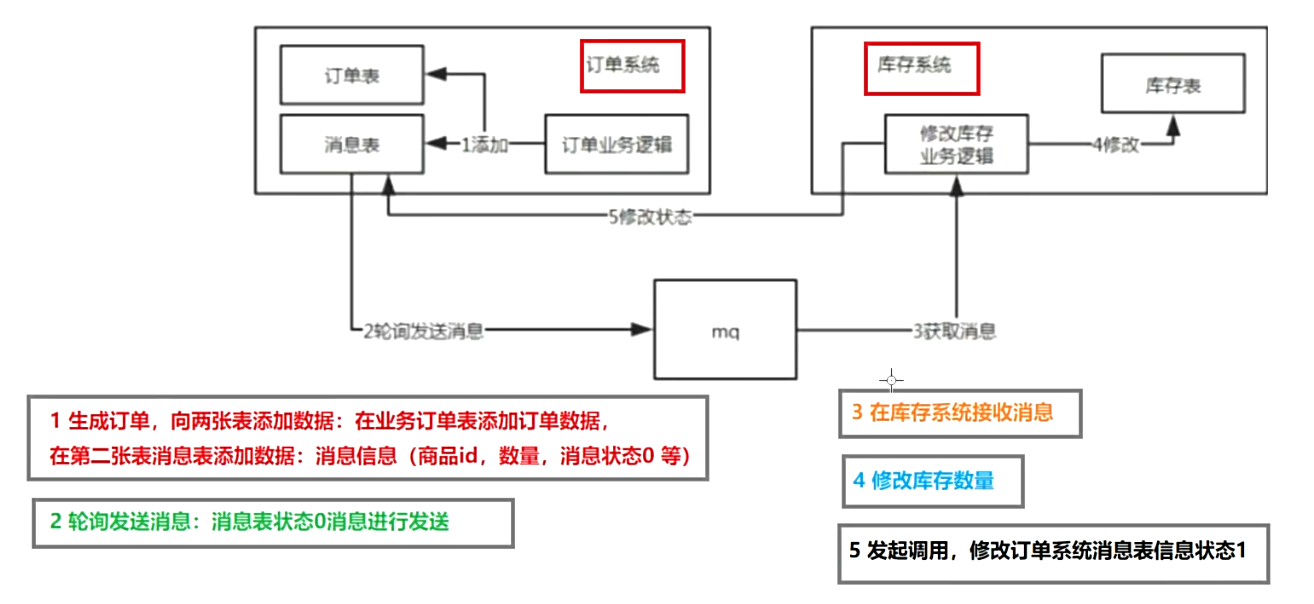 订单表
订单系统
消息表
1添加
订单业务逻辑
库存系统
库存表
修改库存
业务逻辑
4修改
5修改状态
2轮询发送消息
mq
3获取消息
1 生成订单，向两张表添加数据：在业务订单表添加订单数据，
在第二张表消息表添加数据：消息信息（商品id，数量，消息状态0 等）
2 轮询发送消息：消息表状态0消息进行发送
3 在库存系统接收消息
4 修改库存数量
5 发起调用，修改订单系统消息表信息状态1